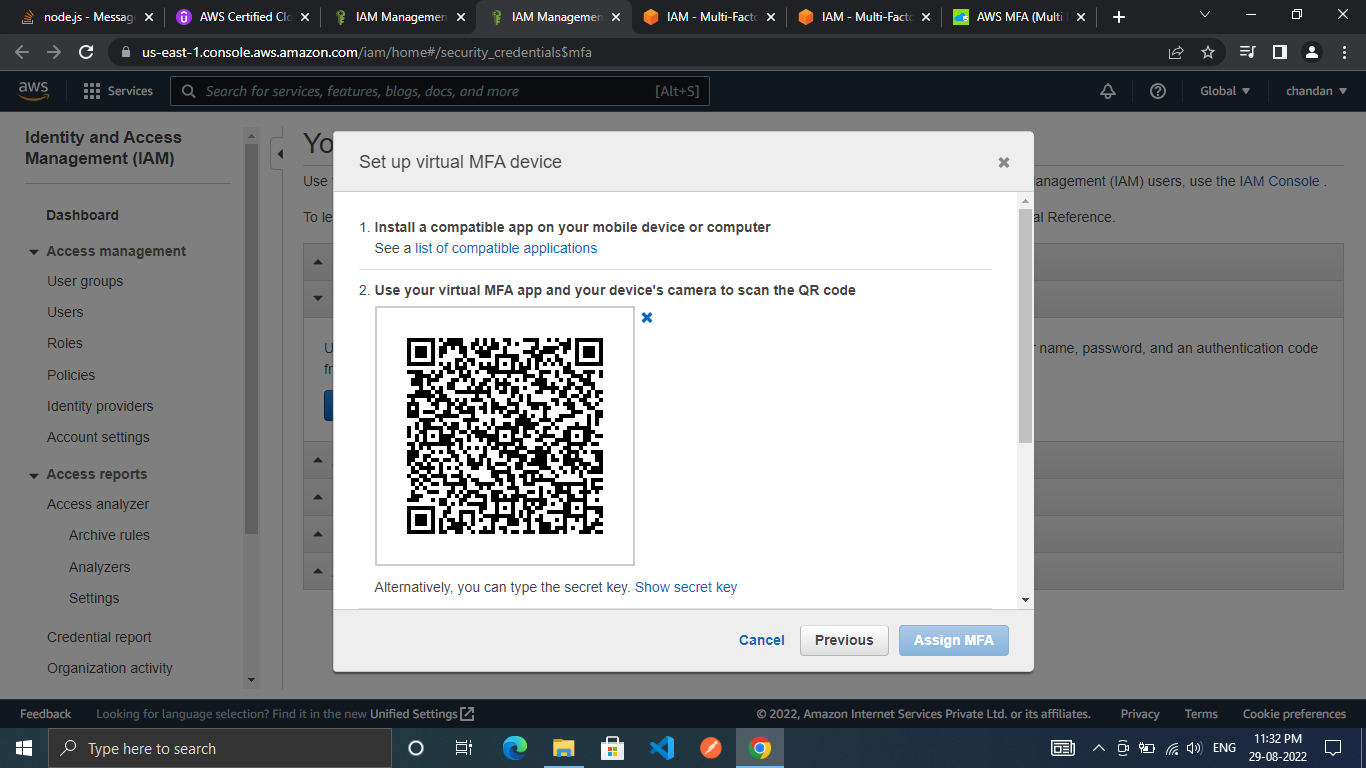 node.js - Messag
AWS Certified Clo
IAM Managemen
IAM Managemen
IAM - Multi-Facto
IAM - Multi-Facto
AWS MFA (Multi
us-east-1.console.aws.amazon.com/iam/home#/security_credentials$mfa
aws
Services
Search for services, features, blogs, docs, and more
[Alt+S]
Global
chandan
Identity and Access
Management (IAM)
Dashboard
Access management
User groups
Users
Roles
Policies
Identity providers
Account settings
Access reports
Access analyzer
Archive rules
Analyzers
Settings
Credential report
Organization activity
Yo
Use
anagement (IAM) users, use the IAM Console .
To le
al Reference.
U
name, password, and an authentication code
fr
Set up virtual MFA device
1. Install a compatible app on your mobile device or computer
See a list of compatible applications
2. Use your virtual MFA app and your device's camera to scan the QR code
Alternatively, you can type the secret key. Show secret key
Cancel
Previous
Assign MFA
Feedback
Looking for language selection? Find it in the new Unified Settings
© 2022, Amazon Internet Services Private Ltd. or its affiliates.
Privacy
Terms
Cookie preferences
Type here to search
ENG
11:32 PM
29-08-2022